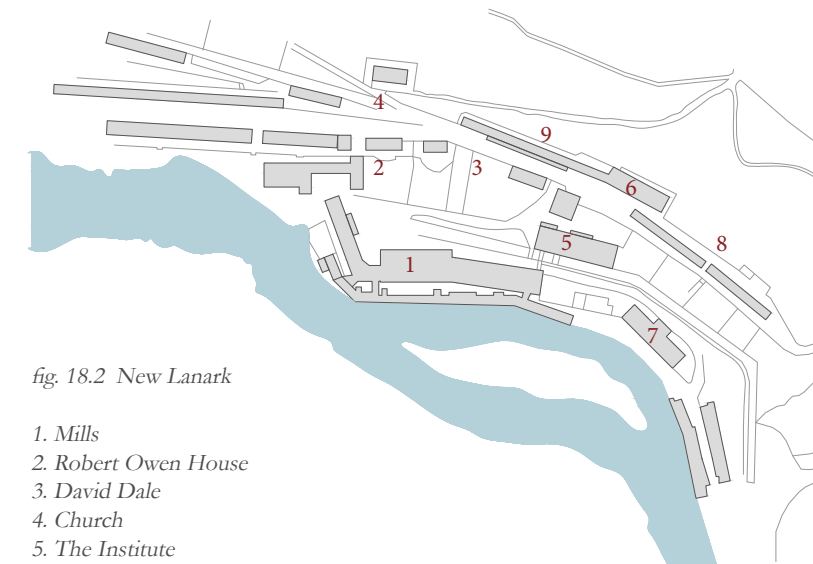 4
9
2
3
6
5
8
1
7
fig. 18.2 New Lanark
1. Mills
2. Robert Owen House
3. David Dale
4. Church
5. The Institute